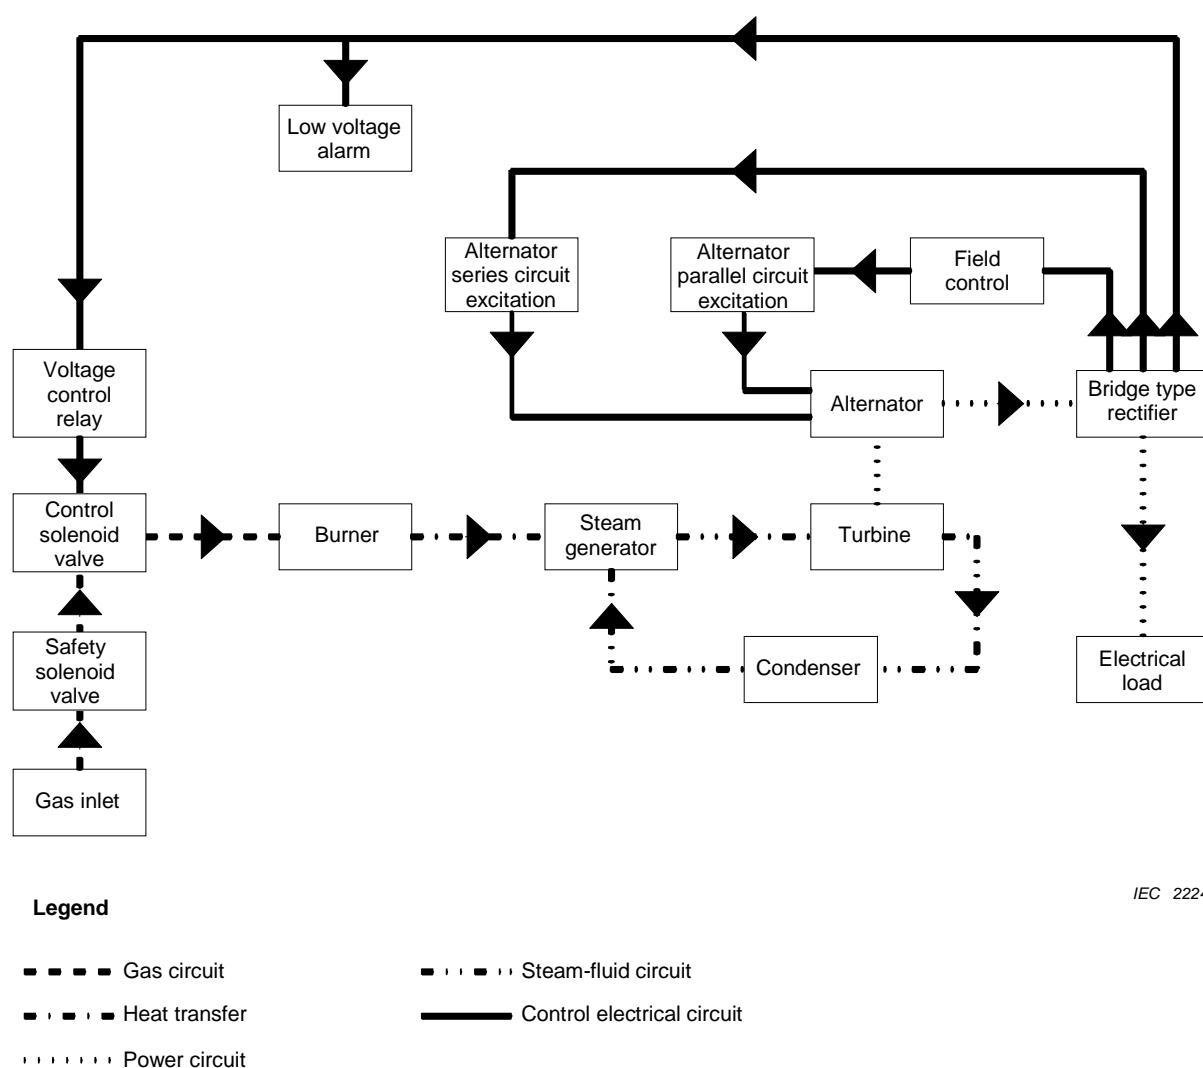 Low voltage
alarm
Alternator
series circuit
excitation
Alternator
parallel circuit
excitation
Field
control
Voltage
control
relay
Alternator
Bridge type
rectifier
Control
solenoid
valve
Burner
Steam
generator
Turbine
Safety
solenoid
valve
Condenser
Electrical
load
Gas inlet
IEC 2224
Legend
Gas circuit
Steam-fluid circuit
Heat transfer
Control electrical circuit
Power circuit